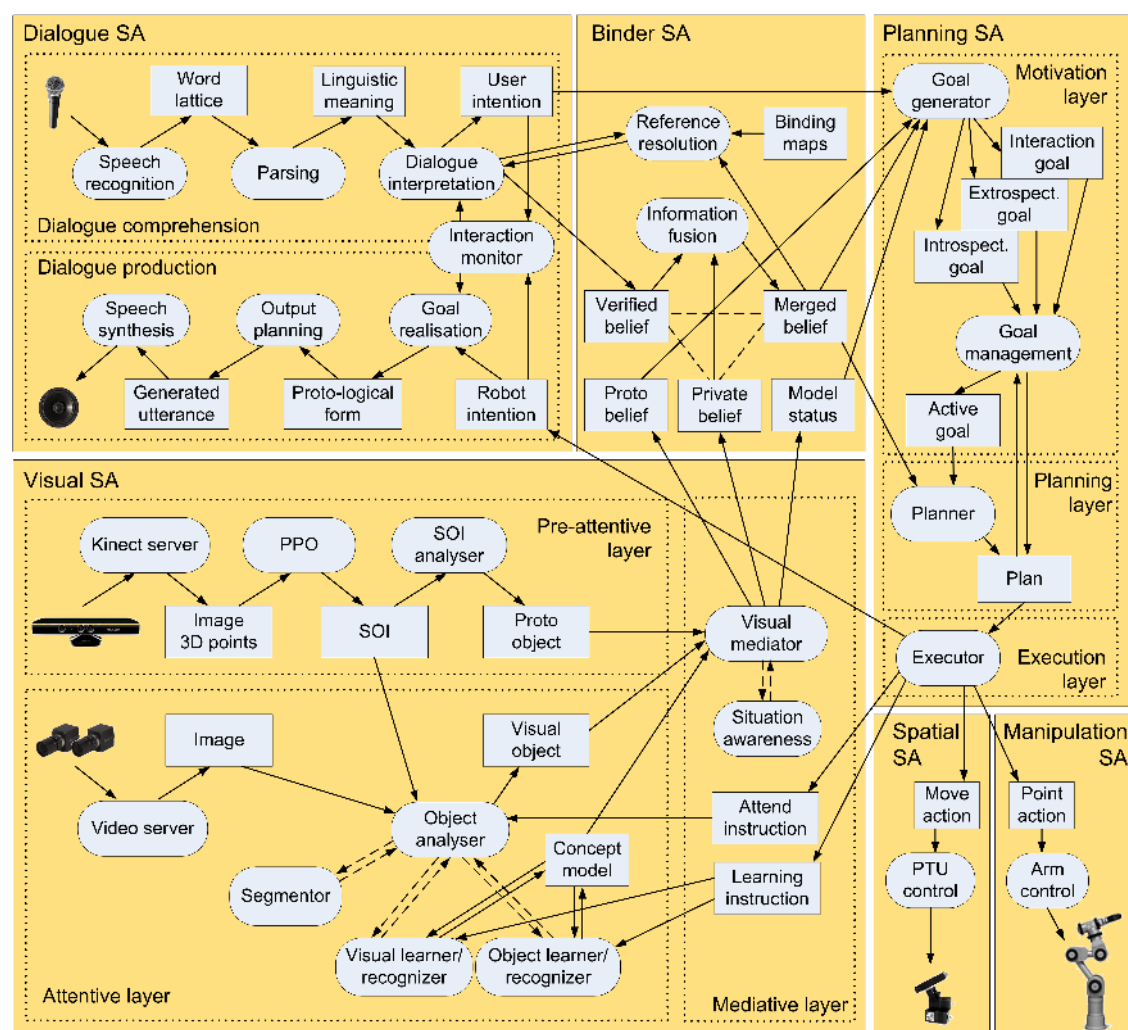 Dialogue SA
Word
lattice
Linguistic
meaning
User
intention
Speech
recognition
Parsing
Dialogue
interpretation
Dialogue comprehension
Interaction
monitor
Dialogue production
Speech
synthesis
Output
planning
Goal
realisation
Generated
utterance
Proto-logical
form
Robot
intention
Binder SA
Reference
resolution
Binding
maps
Information
fusion
Verified
belief
Merged
belief
Proto
belief
Private
belief
Model
status
Planning SA
Goal
generator
Motivation
layer
Interaction
goal
Extrospect.
goal
Introspect.
goal
Goal
management
Active
goal
Planning
layer
Planner
Plan
Executor
Execution
layer
Visual SA
Pre-attentive
layer
Kinect server
PPO
SOI
analyser
Image
3D points
SOI
Proto
object
Visual
mediator
Situation
awareness
Image
Visual
object
Video server
Object
analyser
Attend
instruction
Concept
model
Learning
instruction
Segmentor
Visual learner/
recognizer
Object learner/
recognizer
Attentive layer
Mediative layer
Spatial
SA
Move
action
PTU
control
Manipulation
SA
Point
action
Arm
control